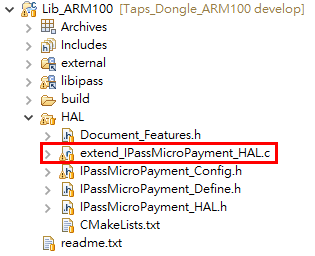 Lib_ARM100 [Taps_Dongle_ARM100 develop]
Archives
Includes
external
libipass
build
HAL
Document_Features.h
extend_IPassMicroPayment_HAL.c
IPassMicroPayment_Config.h
IPassMicroPayment_Define.h
IPassMicroPayment_HAL.h
CMakeLists.txt
readme.txt